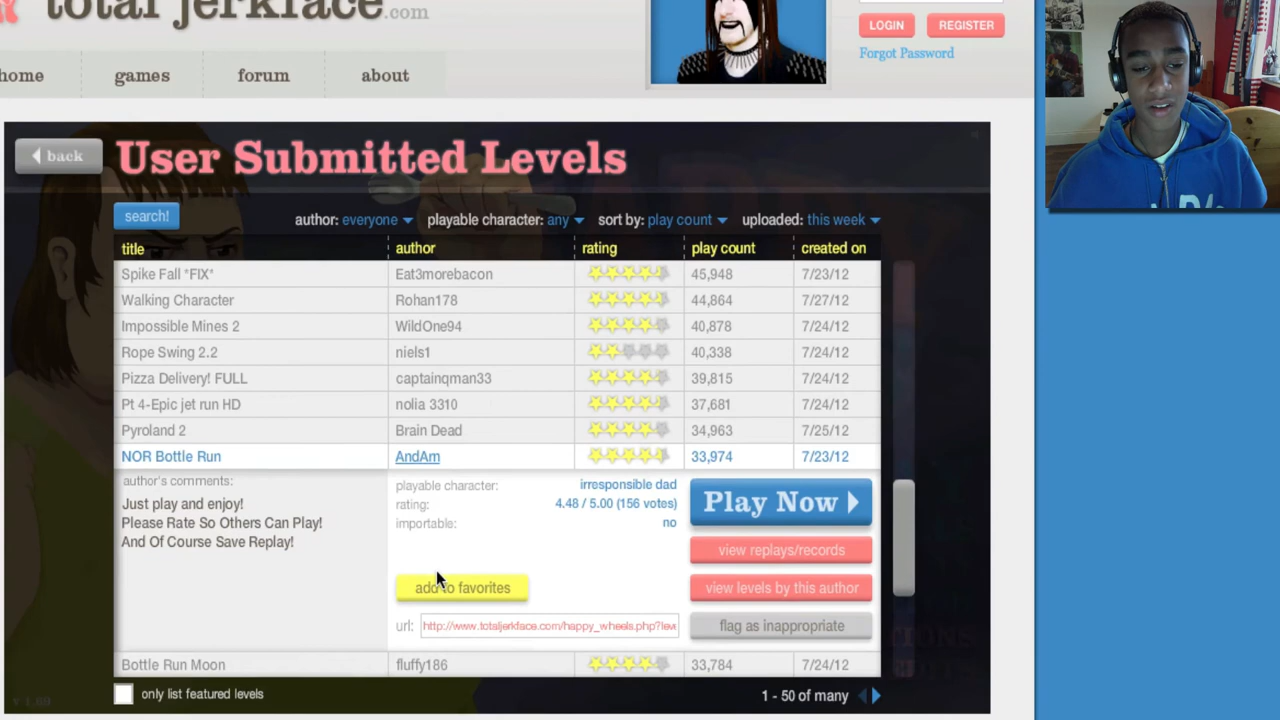 total jerkface.com
LOGIN REGISTER
Forgot Password
home games forum about
back User Submitted Levels
search! author: everyone playable character: any sort by: play count uploaded: this week
title author rating play count created on
Spike Fall *FIX* Eat3morebacon 45,948 7/23/12
Walking Character Rohan178 44,864 7/27/12
Impossible Mines 2 WildOne94 40,878 7/24/12
Rope Swing 2.2 niels1 40,338 7/24/12
Pizza Delivery! FULL captainqman33 39,815 7/24/12
Pt 4-Epic jet run HD nolia 3310 37,681 7/24/12
Pyroland 2 Brain Dead 34,963 7/25/12
NOR Bottle Run AndAm 33,974 7/23/12
author's comments:
Just play and enjoy!
Please Rate So Others Can Play!
And Of Course Save Replay!
playable character: irresponsible dad
rating: 4.48 / 5.00 (156 votes)
importable: no
add to favorites
url: http://www.totaljerkface.com/happy_wheels.php?lev
Play Now
view replays/records
view levels by this author
flag as inappropriate
Bottle Run Moon fluffy186 33,784 7/24/12
only list featured levels 1 - 50 of many